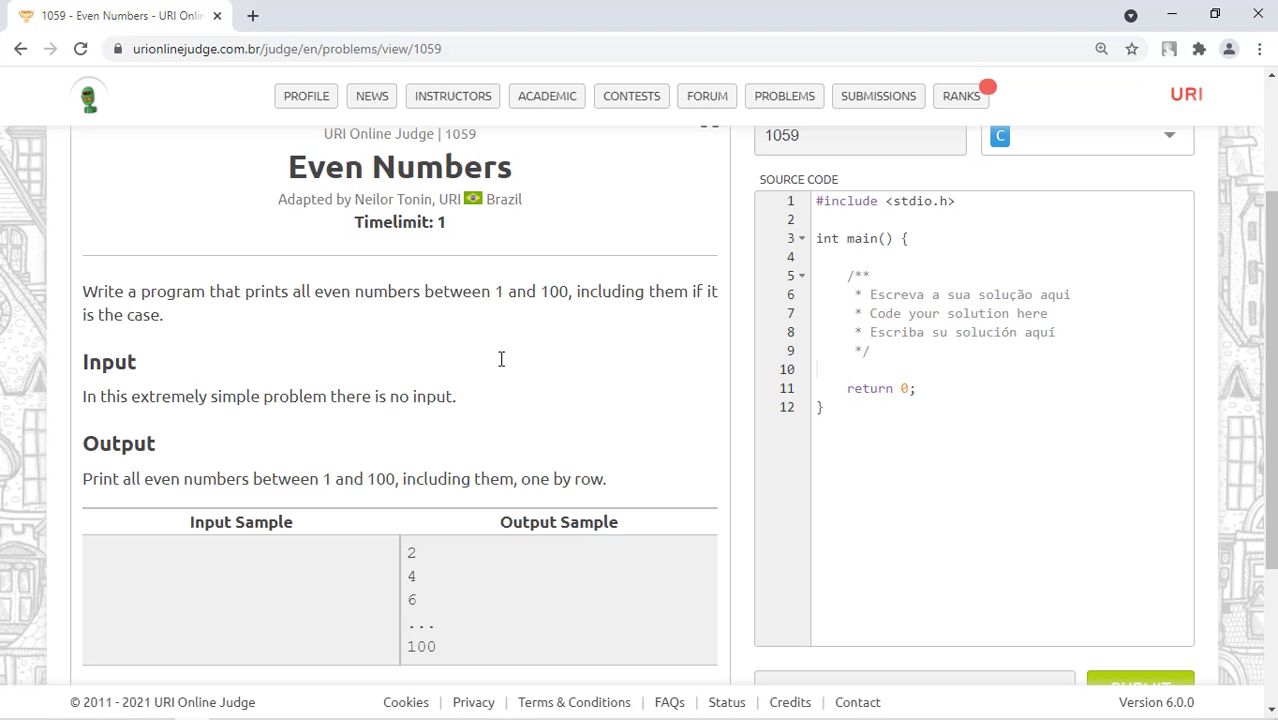 1059 - Even Numbers - URI Onlin
urionlinejudge.com.br/judge/en/problems/view/1059
PROFILE NEWS INSTRUCTORS ACADEMIC CONTESTS FORUM PROBLEMS SUBMISSIONS RANKS URI
URI Online Judge | 1059
Even Numbers
Adapted by Neilor Tonin, URI Brazil
Timelimit: 1
Write a program that prints all even numbers between 1 and 100, including them if it
is the case.
Input
In this extremely simple problem there is no input.
Output
Print all even numbers between 1 and 100, including them, one by row.
Input Sample Output Sample
2
4
6
...
100
1059 C
SOURCE CODE
1 #include <stdio.h>
2
3 int main() {
4
5 /**
6 * Escreva a sua solução aqui
7 * Code your solution here
8 * Escriba su solución aquí
9 */
10
11 return 0;
12 }
SUBMIT
© 2011 - 2021 URI Online Judge Cookies Privacy Terms & Conditions FAQs Status Credits Contact Version 6.0.0